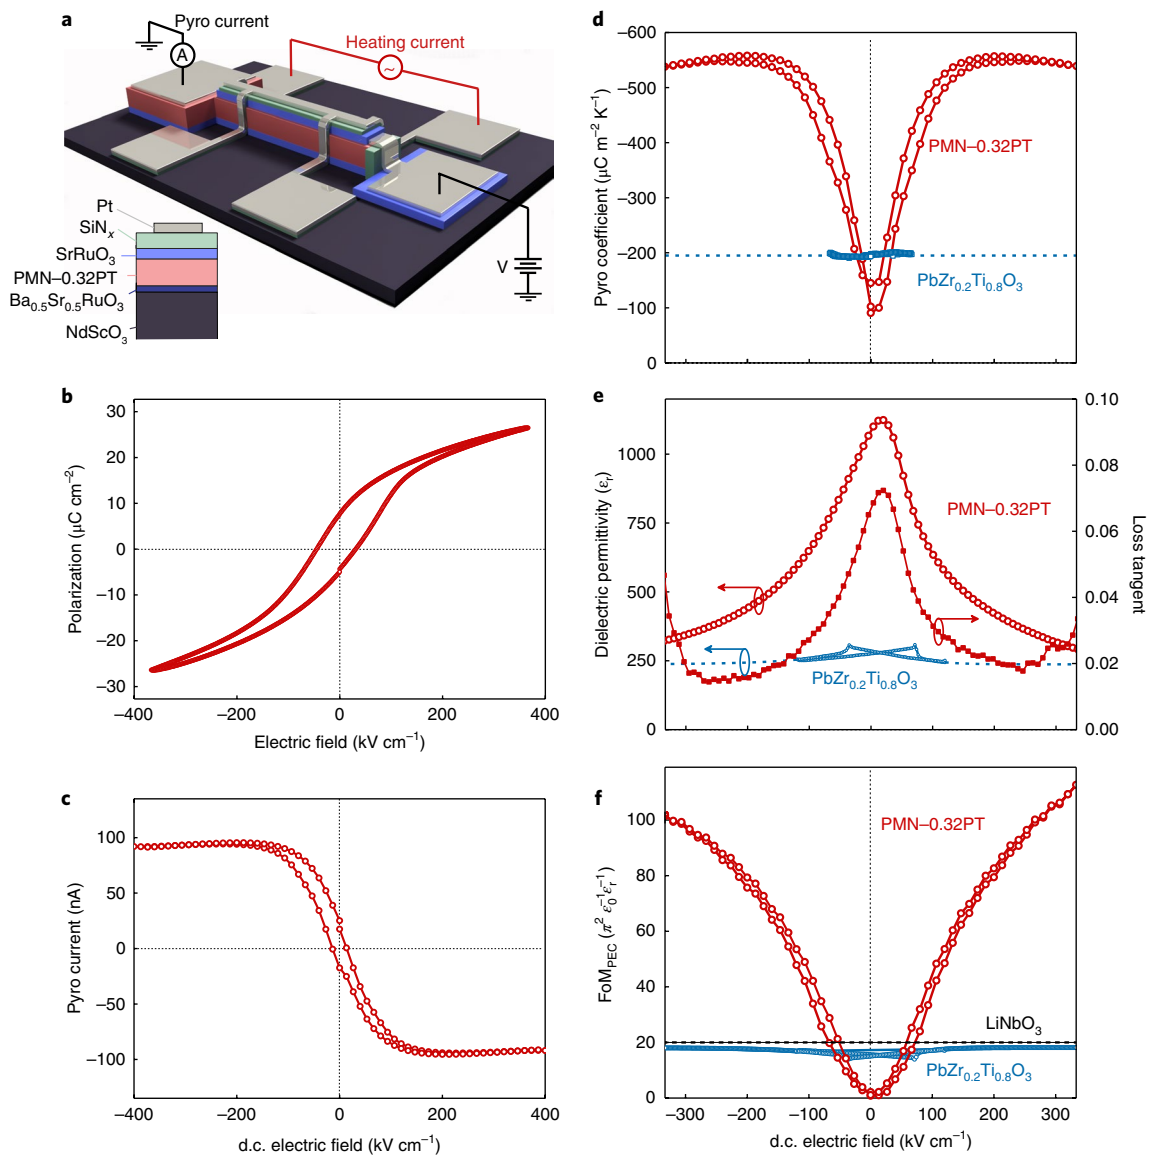 a
Pyro current
A
Heating current
~
V
Pt
SiNₓ
SrRuO₃
PMN–0.32PT
Ba₀.₅Sr₀.₅RuO₃
NdScO₃
b
30
20
10
0
–10
–20
–30
Polarization (μC cm⁻²)
–400
–200
0
200
400
Electric field (kV cm⁻¹)
c
100
50
0
–50
–100
Pyro current (nA)
–400
–200
0
200
400
d.c. electric field (kV cm⁻¹)
d
–600
–500
–400
–300
–200
–100
0
Pyro coefficient (μC m⁻² K⁻¹)
PMN–0.32PT
PbZr₀.₂Ti₀.₈O₃
e
1000
750
500
250
0
Dielectric permittivity (εᵣ)
0.10
0.08
0.06
0.04
0.02
0.00
Loss tangent
PMN–0.32PT
PbZr₀.₂Ti₀.₈O₃
f
100
80
60
40
20
0
FoM_PEC (π² ε₀⁻¹εᵣ⁻¹)
PMN–0.32PT
LiNbO₃
PbZr₀.₂Ti₀.₈O₃
–300
–200
–100
0
100
200
300
d.c. electric field (kV cm⁻¹)